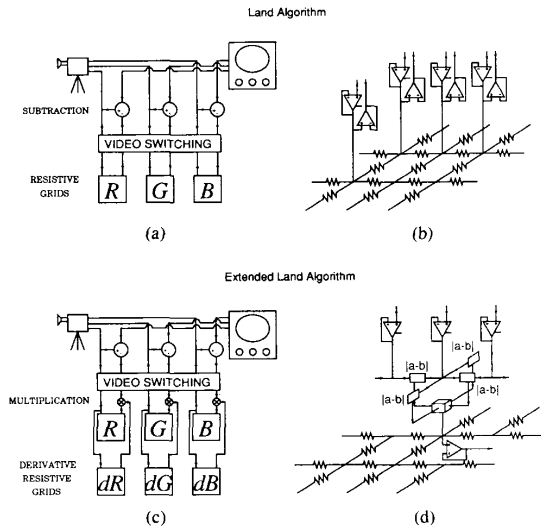 Land Algorithm
SUBTRACTION
VIDEO SWITCHING
RESISTIVE
GRIDS
R G B
(a) (b)
Extended Land Algorithm
|a-b|
|a-b|
|a-b|
|a-b|
VIDEO SWITCHING
MULTIPLICATION
R G B
DERIVATIVE
RESISTIVE
GRIDS
dR dG dB
(c) (d)